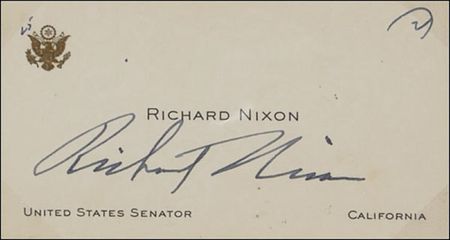 Richard Nixon
Richard Nixon
United States Senator California